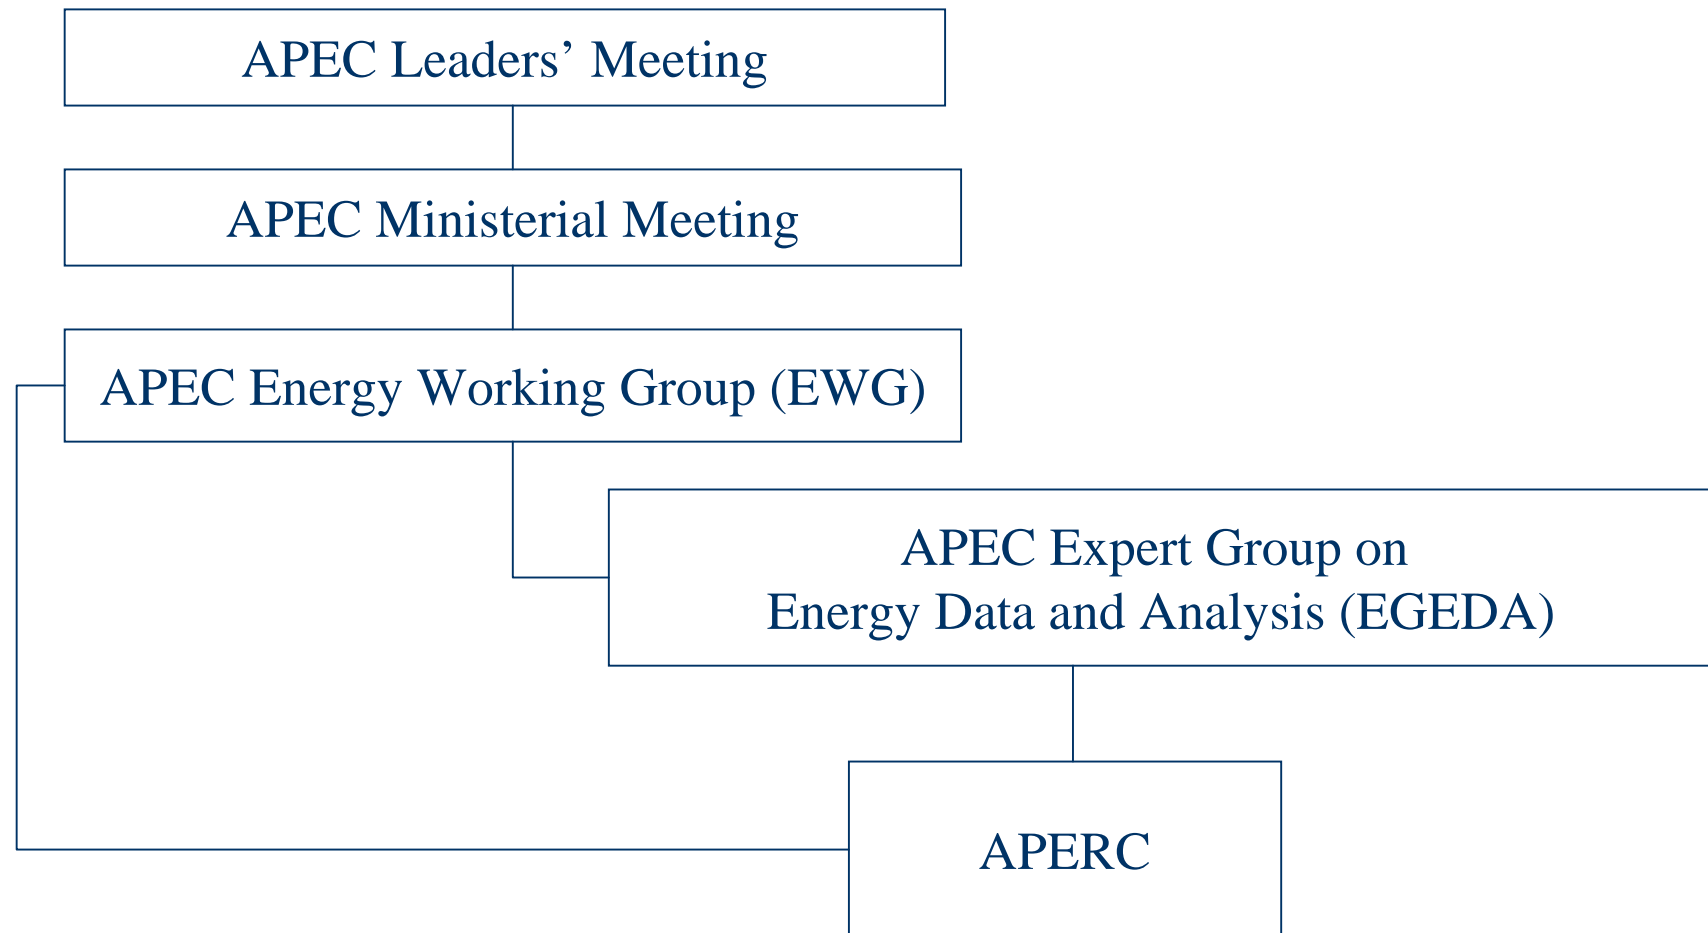 APEC Leaders’ Meeting
APEC Ministerial Meeting
APEC Energy Working Group (EWG)
APEC Expert Group on
Energy Data and Analysis (EGEDA)
APERC